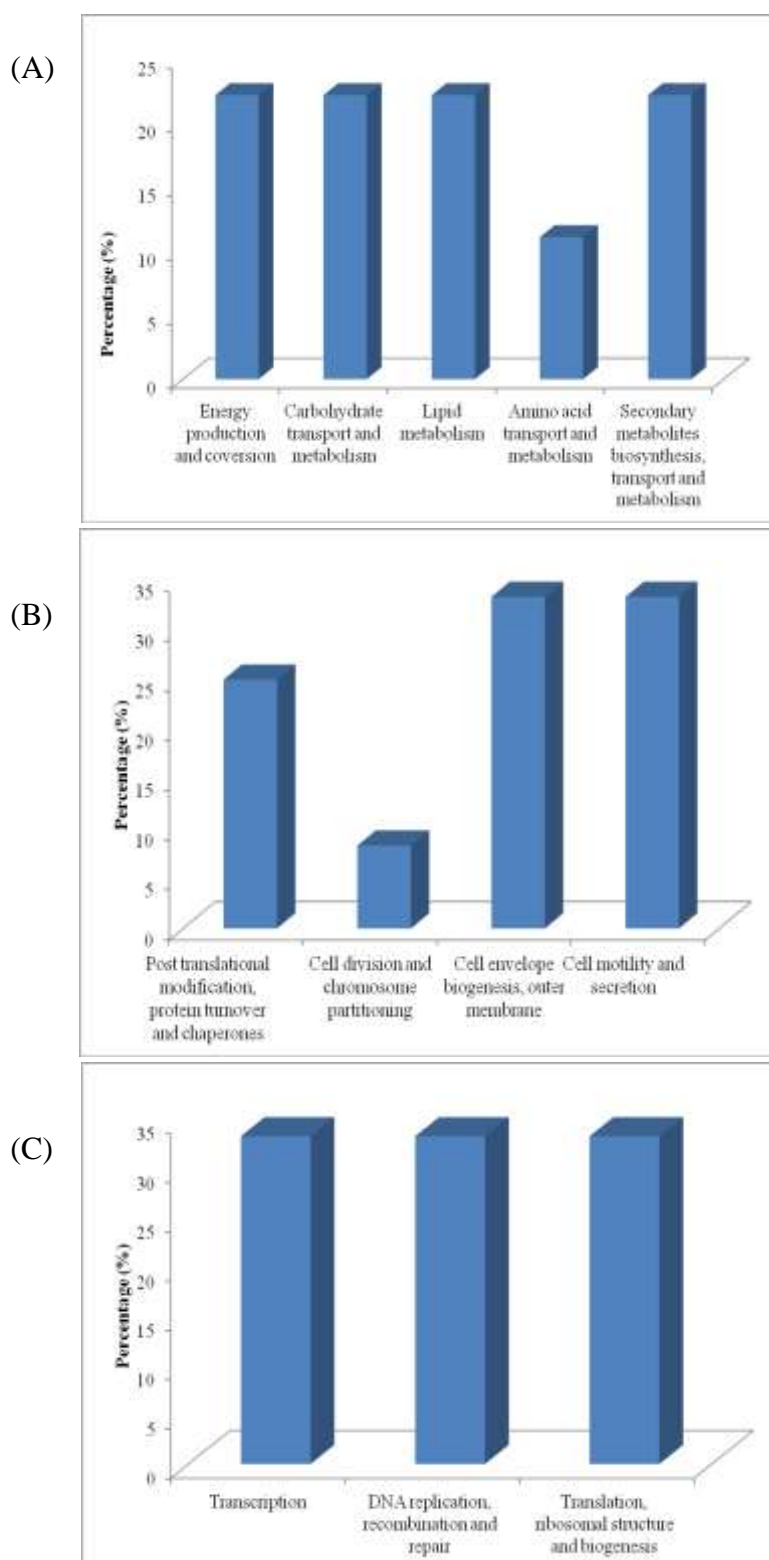 (A)
25
20
15
10
5
0
Percentage (%)
Energy
production
and coversion
Carbohydrate
transport and
metabolism
Lipid
metabolism
Amino acid
transport and
metabolism
Secondary
metabolites
biosynthesis,
transport and
metabolism
(B)
35
30
25
20
15
10
5
0
Percentage (%)
Post translational
modification,
protein turnover
and chaperones
Cell division and
chromosome
partitioning
Cell envelope
biogenesis, outer
membrane
Cell motility and
secretion
(C)
35
30
25
20
15
10
5
0
Percentage (%)
Transcription
DNA replication,
recombination and
repair
Translation,
ribosomal structure
and biogenesis